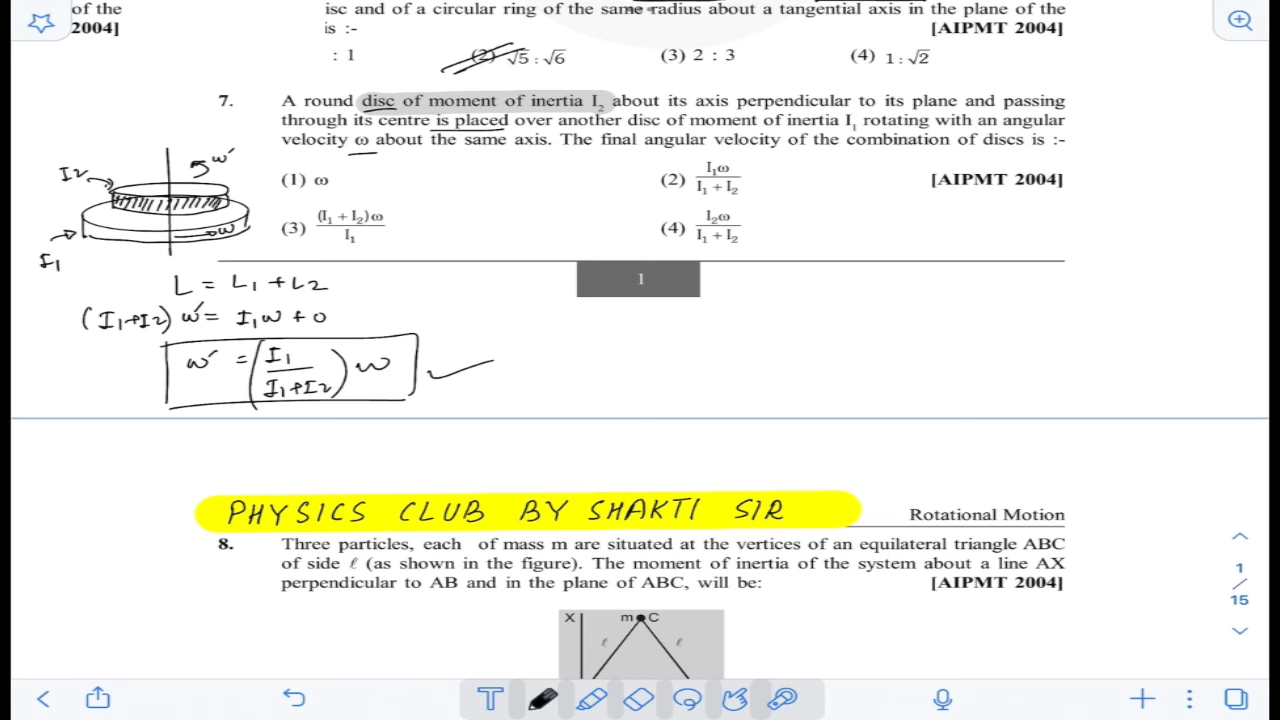 of the
2004]
isc and of a circular ring of the same radius about a tangential axis in the plane of the
is :- [AIPMT 2004]
: 1 (2) √5 : √6 (3) 2 : 3 (4) 1 : √2
7. A round disc of moment of inertia I₂ about its axis perpendicular to its plane and passing
through its centre is placed over another disc of moment of inertia I₁ rotating with an angular
velocity ω about the same axis. The final angular velocity of the combination of discs is :-
(1) ω (2) I₁ω / I₁ + I₂ [AIPMT 2004]
(3) (I₁ + I₂)ω / I₁ (4) I₂ω / I₁ + I₂
I2
ω′
ω
I1
1
L = L1 + L2
(I1+I2) ω′ = I1ω + 0
ω′ = (I1 / I1+I2) ω
PHYSICS CLUB BY SHAKTI SIR
Rotational Motion
8. Three particles, each of mass m are situated at the vertices of an equilateral triangle ABC
of side ℓ (as shown in the figure). The moment of inertia of the system about a line AX
perpendicular to AB and in the plane of ABC, will be: [AIPMT 2004]
X m C
ℓ ℓ
1
/
15
T